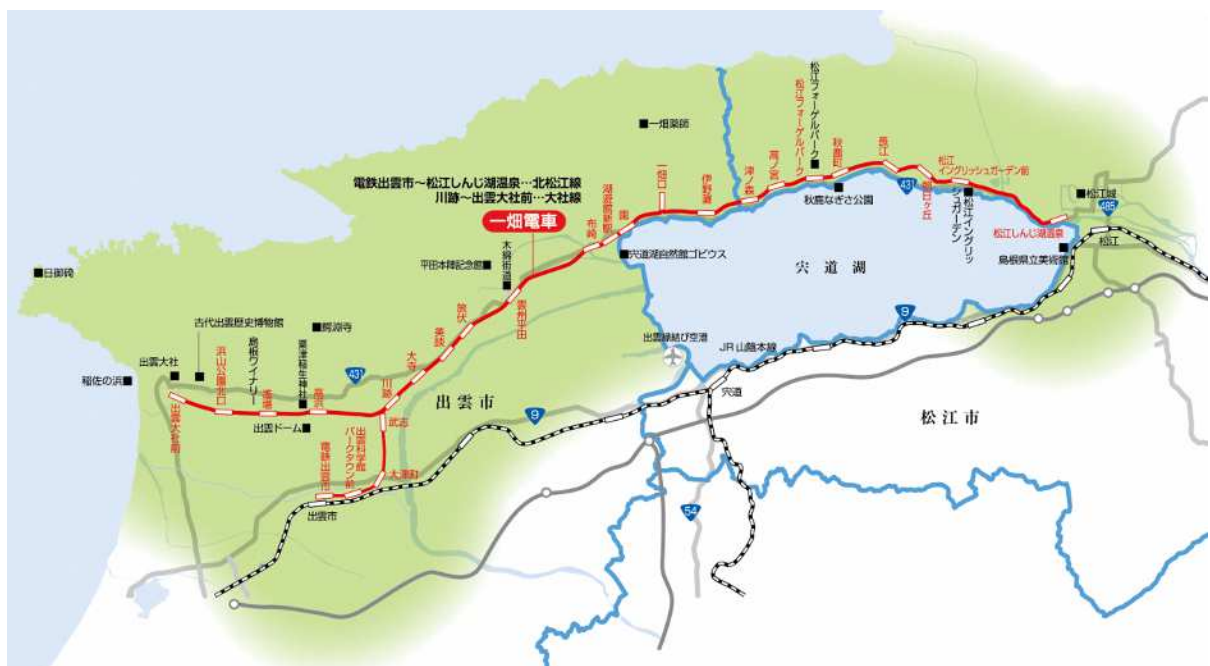 電鉄出雲市～松江しんじ湖温泉…北松江線
川跡～出雲大社前…大社線
一畑電車
日御碕
稲佐の浜
出雲大社
古代出雲歴史博物館
鰐淵寺
島根ワイナリー
粟津稲生神社
出雲ドーム
平田本陣記念館
木綿街道
一畑薬師
宍道湖自然館ゴビウス
松江フォーゲルパーク
秋鹿なぎさ公園
松江イングリッ
シュガーデン
松江城
島根県立美術館
出雲縁結び空港
宍道湖
出雲市
松江市
JR山陰本線
出雲市
宍道
松江
出雲大社前
浜山公園北口
遙堪
高浜
川跡
武志
大津町
出雲科学館
パークタウン前
電鉄出雲市
大寺
美談
旅伏
雲州平田
布崎
湖遊館新駅
園
一畑口
伊野灘
津ノ森
高ノ宮
松江フォーゲルパーク
秋鹿町
長江
朝日ヶ丘
松江
イングリッシュガーデン前
松江しんじ湖温泉
431
431
9
9
54
485